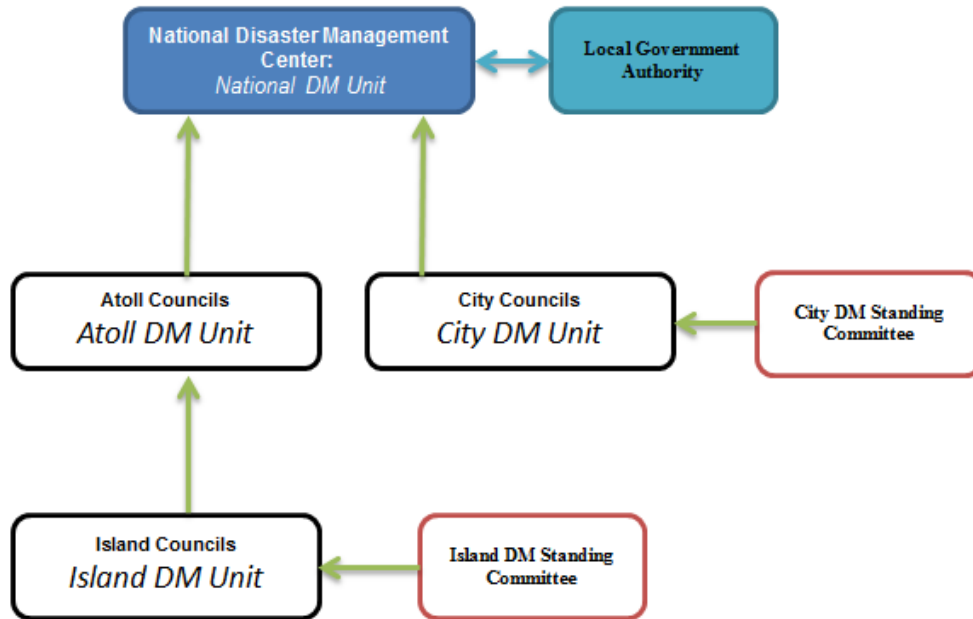 National Disaster Management
Center:
National DM Unit
Local Government
Authority
Atoll Councils
Atoll DM Unit
City Councils
City DM Unit
City DM Standing
Committee
Island Councils
Island DM Unit
Island DM Standing
Committee